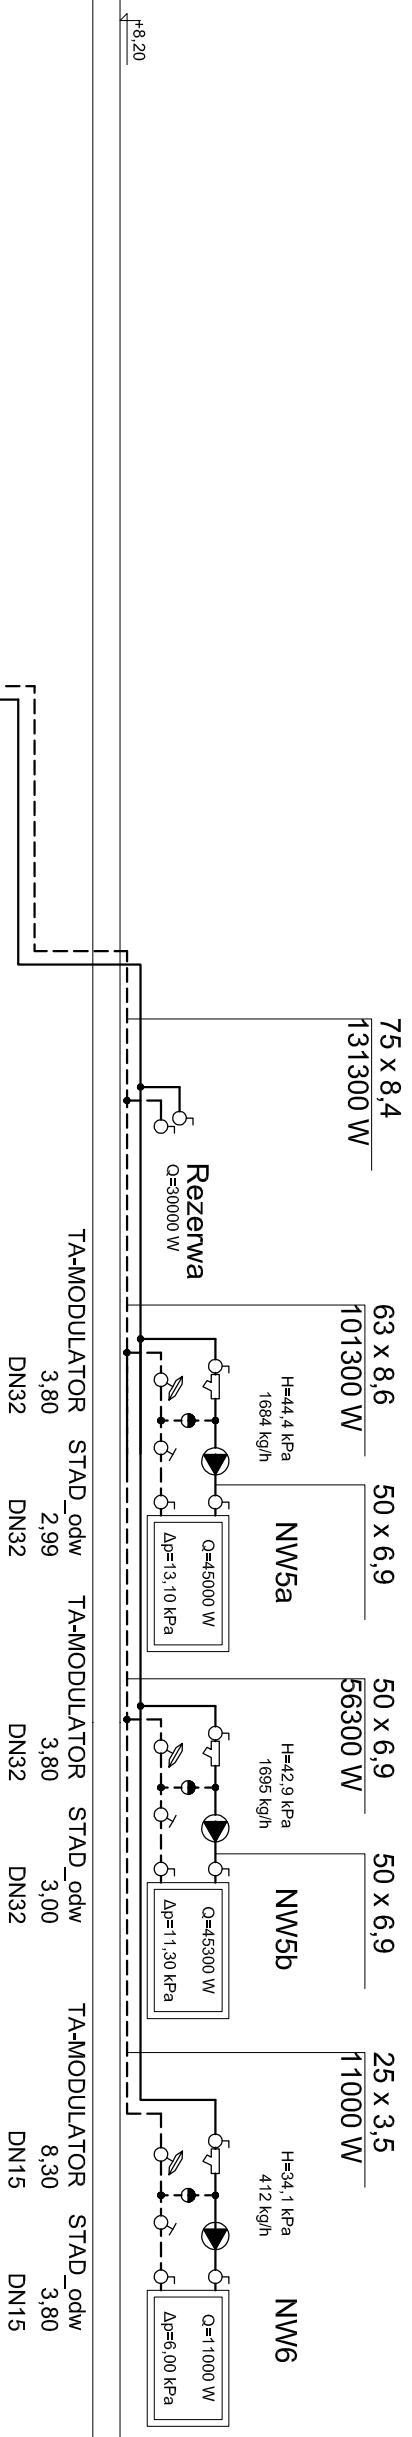 +8,20
75 x 8,4
131300 W
Rezerwa
Q=30000 W
63 x 8,6
101300 W
50 x 6,9
H=44,4 kPa
1684 kg/h
NW5a
Q=45000 W
Δp=13,10 kPa
TA-MODULATOR STAD_odw
3,80 2,99
DN32 DN32
50 x 6,9
56300 W
50 x 6,9
H=42,9 kPa
1695 kg/h
NW5b
Q=45300 W
Δp=11,30 kPa
TA-MODULATOR STAD_odw
3,80 3,00
DN32 DN32
25 x 3,5
11000 W
H=34,1 kPa
412 kg/h
NW6
Q=11000 W
Δp=6,00 kPa
TA-MODULATOR STAD_odw
8,30 3,80
DN15 DN15